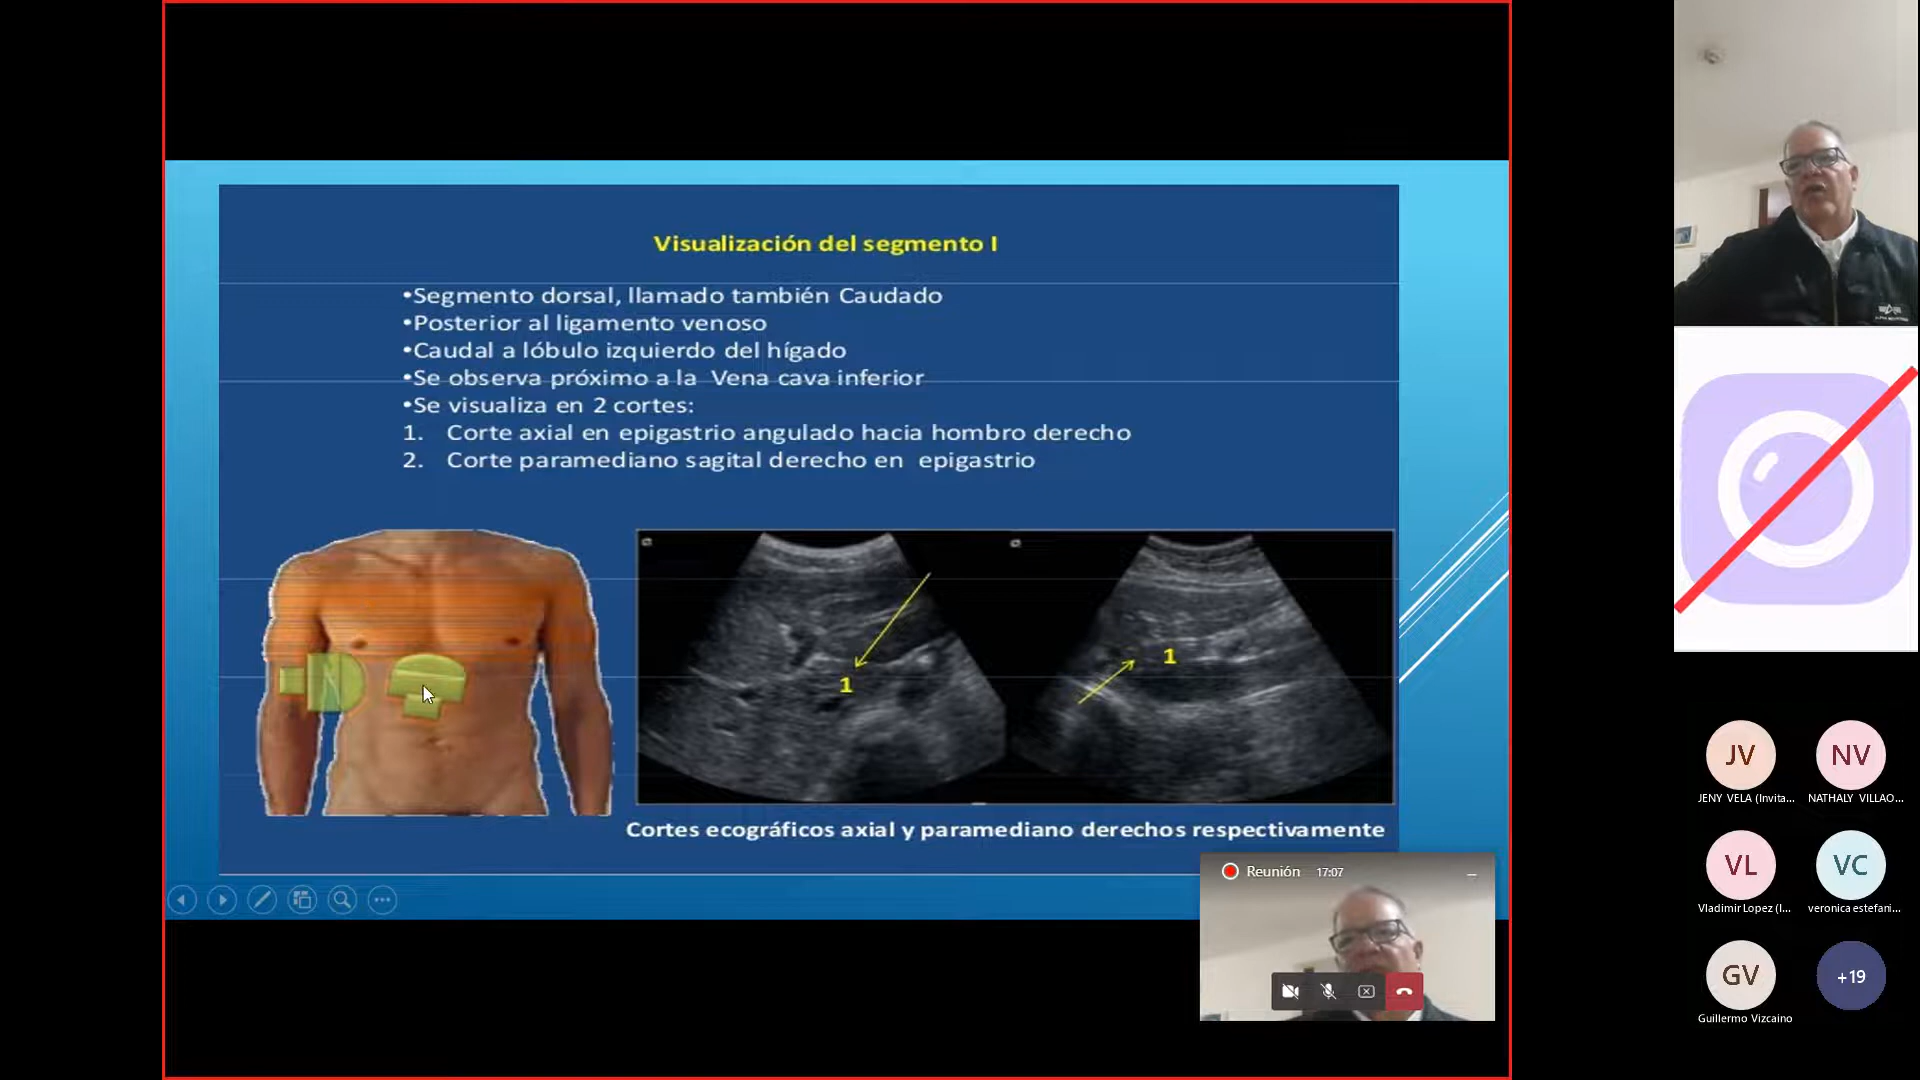 Visualización del segmento I
•Segmento dorsal, llamado también Caudado
•Posterior al ligamento venoso
•Caudal a lóbulo izquierdo del hígado
•Se observa próximo a la Vena cava inferior
•Se visualiza en 2 cortes:
1. Corte axial en epigastrio angulado hacia hombro derecho
2. Corte paramediano sagital derecho en epigastrio
1
1
Cortes ecográficos axial y paramediano derechos respectivamente
Reunión 17:07
JV NV
JENY VELA (Invita... NATHALY VILLAO...
VL VC
Vladimir Lopez (I... veronica estefani...
GV +19
Guillermo Vizcaino